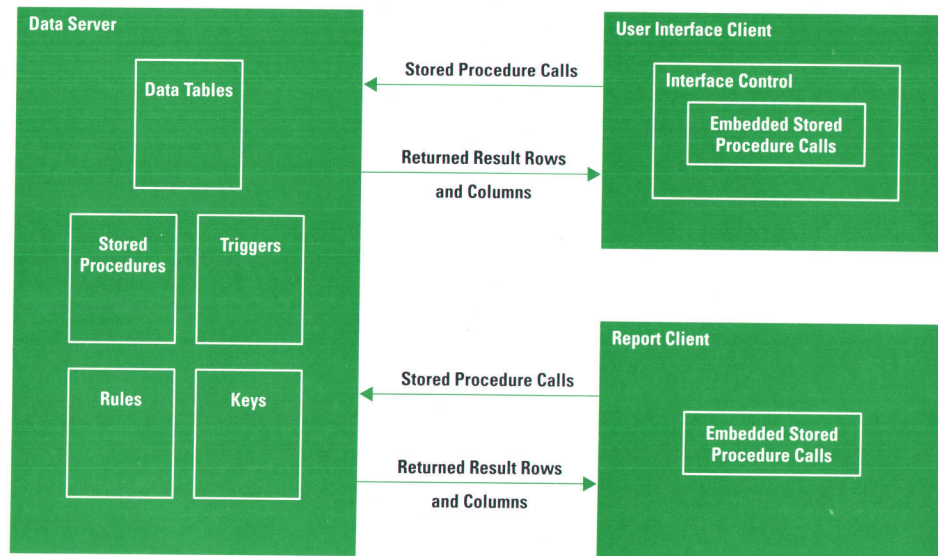 Data Server
Data Tables
Stored
Procedures
Triggers
Rules
Keys
Stored Procedure Calls
Returned Result Rows
and Columns
User Interface Client
Interface Control
Embedded Stored
Procedure Calls
Stored Procedure Calls
Returned Result Rows
and Columns
Report Client
Embedded Stored
Procedure Calls